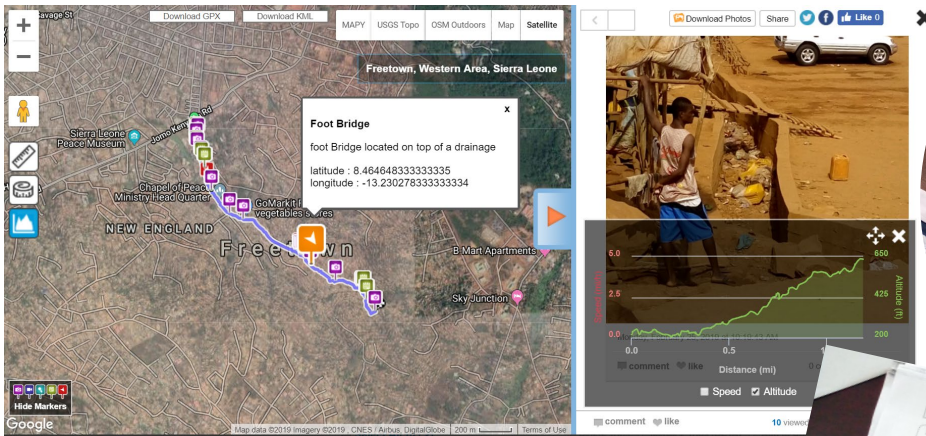 Savage St
Download GPX
Download KML
MAPY
USGS Topo
OSM Outdoors
Map
Satellite
Freetown, Western Area, Sierra Leone
x
Foot Bridge
foot Bridge located on top of a drainage
latitude : 8.464648333333335
longitude : -13.230278333333334
Sierra Leone
Peace Museum
Jomo Kenyatta Rd
Chapel of Peace
Ministry Head Quarter
GoMarkit
vegetables stores
NEW ENGLAND
Freetown
B-Mart Apartments
Sky Junction
Hide Markers
Google
Map data ©2019 Imagery ©2019 , CNES / Airbus, DigitalGlobe
200 m
Terms of Use
Download Photos
Share
Like 0
5.0
2.5
0.0
650
425
200
Altitude (ft)
0.0
0.5
Distance (mi)
comment
like
Speed
Altitude
comment
like
10 viewed